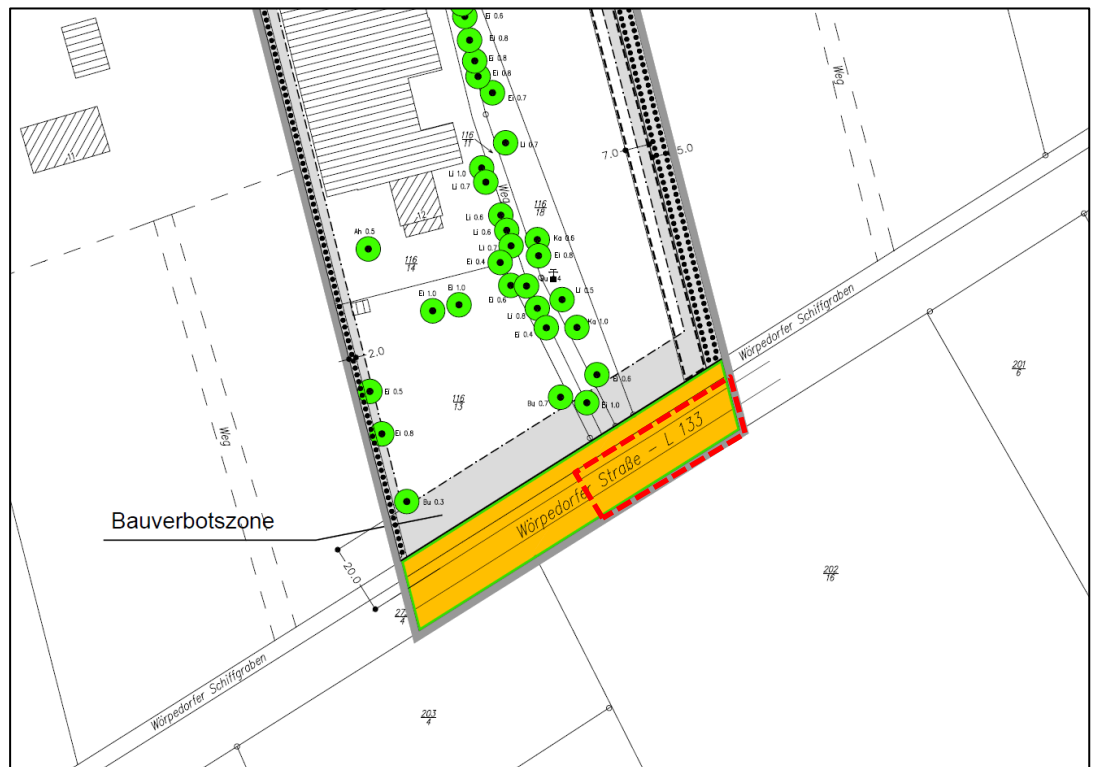 Ei 0.6
Ei 0.8
Ei 0.8
Ei 0.8
Ei 0.7
Weg
11
116
11
Li 0.7
7.0
5.0
Li 1.0
Li 0.7
Weg
12
116
18
Li 0.6
Li 0.6
Ah 0.5
Li 0.7
Ka 0.6
Ei 0.8
116
14
Ei 0.4
Ei 1.0
Ei 1.0
Ei 0.6
Li 0.5
Li 0.8
Ka 1.0
Ei 0.4
Wörpedorfer Schiffgraben
2.0
201
6
Ei 0.6
Ei 0.5
116
13
Bu 0.7
Ei 1.0
Weg
Ei 0.8
Wörpedorfer Straße – L 133
Bu 0.3
Bauverbotszone
20.0
202
16
27
4
Wörpedorfer Schiffgraben
203
4